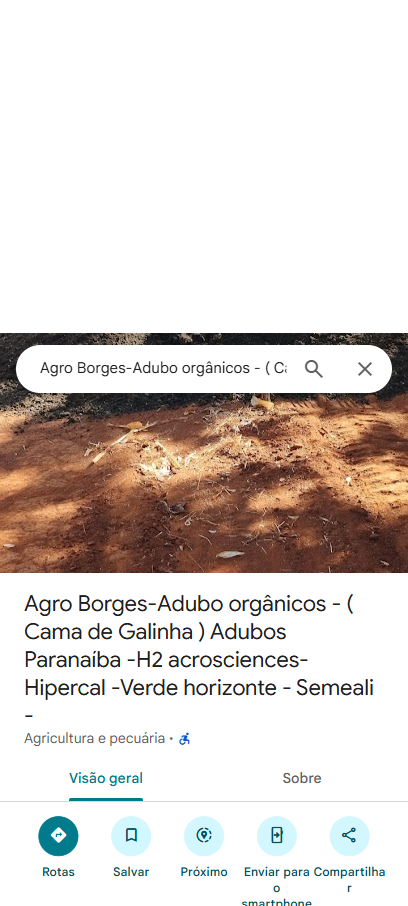 Agro Borges-Adubo orgânicos - ( Ca
Agro Borges-Adubo orgânicos - (
Cama de Galinha ) Adubos
Paranaíba -H2 acrosciences-
Hipercal -Verde horizonte - Semeali
-
Agricultura e pecuária ·
Visão geral
Sobre
Rotas
Salvar
Próximo
Enviar para
o
smartphone
Compartilha
r